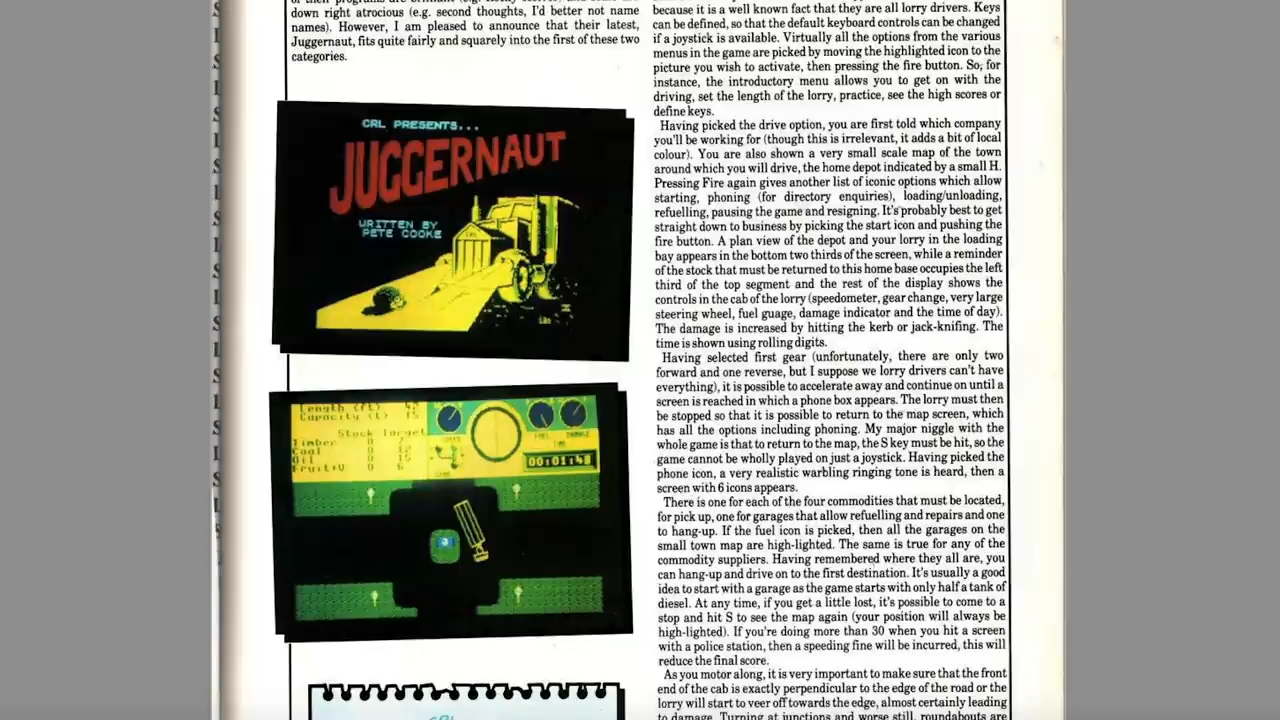 down right atrocious (e.g. second thoughts, I'd better not name
names). However, I am pleased to announce that their latest,
Juggernaut, fits quite fairly and squarely into the first of these two
categories.
CRL PRESENTS...
JUGGERNAUT
WRITTEN BY
PETE COOKE
Length (ft)
Capacity (t) 15
Stock Target
Timber 0
Coal 0 12
Oil 0 15
Fruit+V 0 6
FUEL DAMAGE
00:01:48
because it is a well known fact that they are all lorry drivers. Keys
can be defined, so that the default keyboard controls can be changed
if a joystick is available. Virtually all the options from the various
menus in the game are picked by moving the highlighted icon to the
picture you wish to activate, then pressing the fire button. So, for
instance, the introductory menu allows you to get on with the
driving, set the length of the lorry, practice, see the high scores or
define keys.
Having picked the drive option, you are first told which company
you'll be working for (though this is irrelevant, it adds a bit of local
colour). You are also shown a very small scale map of the town
around which you will drive, the home depot indicated by a small H.
Pressing Fire again gives another list of iconic options which allow
starting, phoning (for directory enquiries), loading/unloading,
refuelling, pausing the game and resigning. It's probably best to get
straight down to business by picking the start icon and pushing the
fire button. A plan view of the depot and your lorry in the loading
bay appears in the bottom two thirds of the screen, while a reminder
of the stock that must be returned to this home base occupies the left
third of the top segment and the rest of the display shows the
controls in the cab of the lorry (speedometer, gear change, very large
steering wheel, fuel guage, damage indicator and the time of day).
The damage is increased by hitting the kerb or jack-knifing. The
time is shown using rolling digits.
Having selected first gear (unfortunately, there are only two
forward and one reverse, but I suppose we lorry drivers can't have
everything), it is possible to accelerate away and continue on until a
screen is reached in which a phone box appears. The lorry must then
be stopped so that it is possible to return to the map screen, which
has all the options including phoning. My major niggle with the
whole game is that to return to the map, the S key must be hit, so the
game cannot be wholly played on just a joystick. Having picked the
phone icon, a very realistic warbling ringing tone is heard, then a
screen with 6 icons appears.
There is one for each of the four commodities that must be located,
for pick up, one for garages that allow refuelling and repairs and one
to hang-up. If the fuel icon is picked, then all the garages on the
small town map are high-lighted. The same is true for any of the
commodity suppliers. Having remembered where they all are, you
can hang-up and drive on to the first destination. It's usually a good
idea to start with a garage as the game starts with only half a tank of
diesel. At any time, if you get a little lost, it's possible to come to a
stop and hit S to see the map again (your position will always be
high-lighted). If you're doing more than 30 when you hit a screen
with a police station, then a speeding fine will be incurred, this will
reduce the final score.
As you motor along, it is very important to make sure that the front
end of the cab is exactly perpendicular to the edge of the road or the
lorry will start to veer off towards the edge, almost certainly leading
to damage. Turning at junctions and worse still, roundabouts are